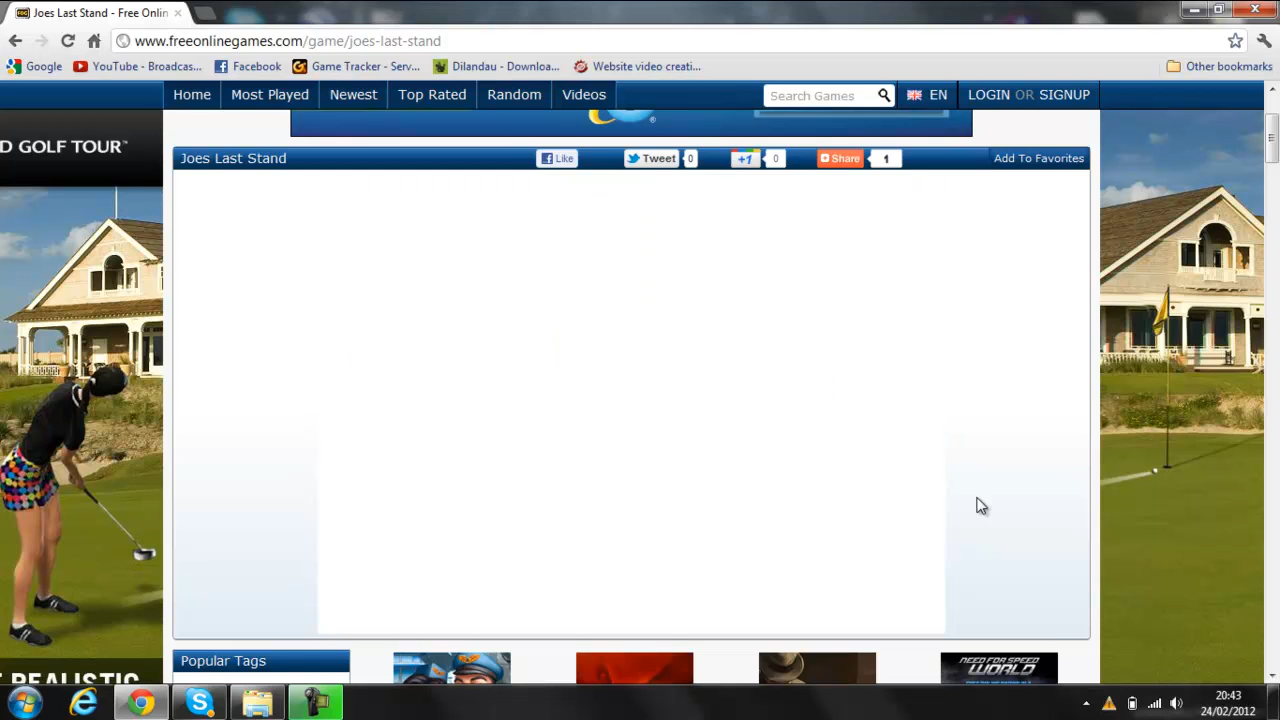 Joes Last Stand - Free Onlin
www.freeonlinegames.com/game/joes-last-stand
Google YouTube - Broadcas... Facebook Game Tracker - Serv... Dilandau - Downloa... Website video creati... Other bookmarks
Home Most Played Newest Top Rated Random Videos Search Games EN LOGIN OR SIGNUP
D GOLF TOUR™
Joes Last Stand Like Tweet 0 +1 0 Share 1 Add To Favorites
Popular Tags
NEED FOR SPEED
WORLD
REALISTIC
20:43
24/02/2012